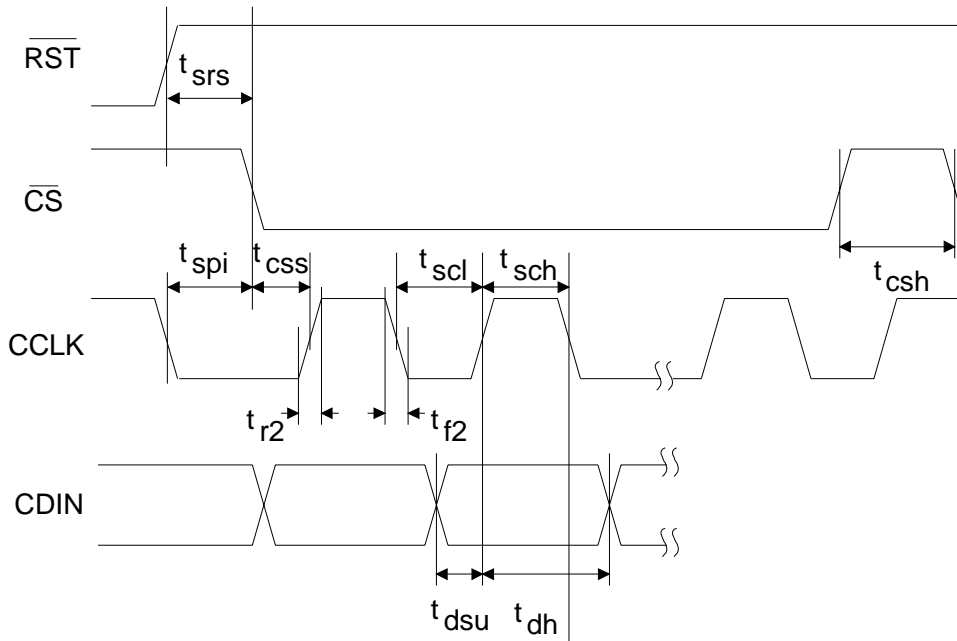 RST
t srs
CS
t spi
t css
t scl
t sch
t csh
CCLK
t r2
t f2
CDIN
t dsu
t dh